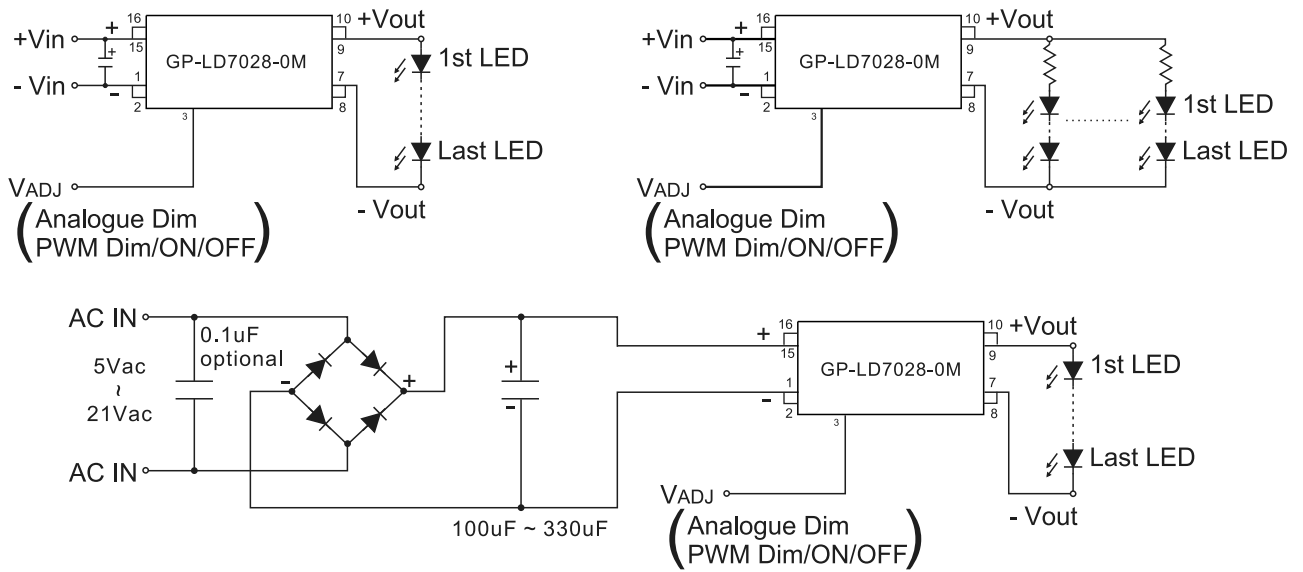 16
+
10
+Vout
+Vin
15
9
+
GP-LD7028-0M
1st LED
- Vin
1
7
-
2
3
8
Last LED
VADJ
- Vout
(Analogue Dim
PWM Dim/ON/OFF)
16
+
10
+Vout
+Vin
15
9
+
GP-LD7028-0M
- Vin
1
7
-
2
3
8
1st LED
Last LED
VADJ
- Vout
(Analogue Dim
PWM Dim/ON/OFF)
AC IN
0.1uF
optional
5Vac
~
21Vac
AC IN
-
+
+
-
100uF ~ 330uF
+
16
10
+Vout
15
9
GP-LD7028-0M
1st LED
1
7
-
2
3
8
Last LED
VADJ
- Vout
(Analogue Dim
PWM Dim/ON/OFF)